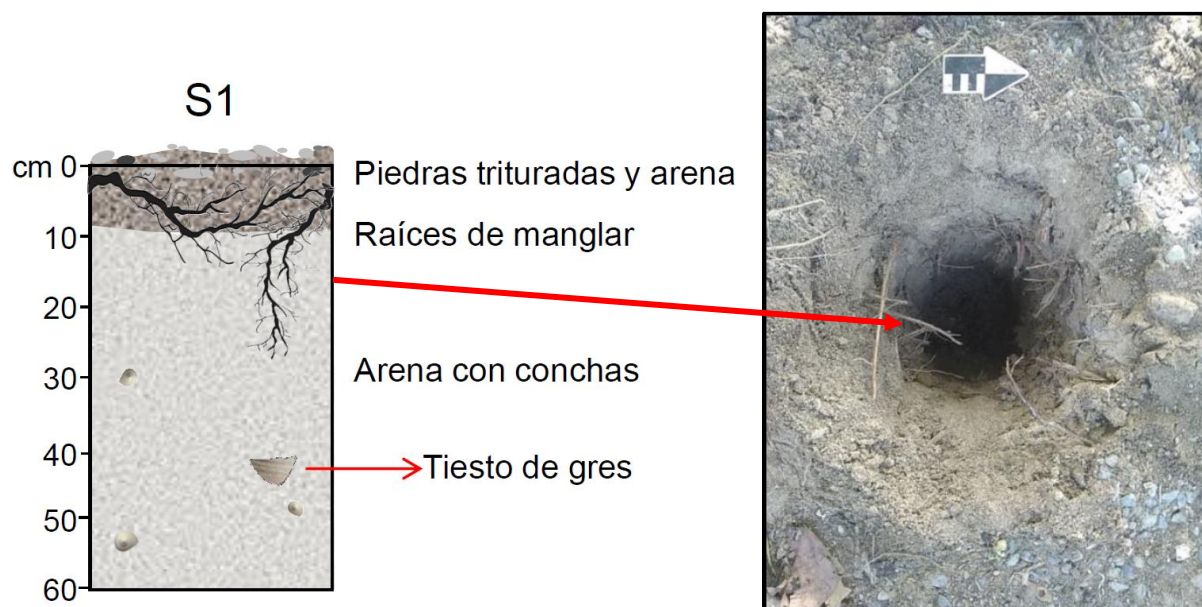 S1
cm 0
Piedras trituradas y arena
10
Raíces de manglar
20
30
Arena con conchas
40
Tiesto de gres
50
60